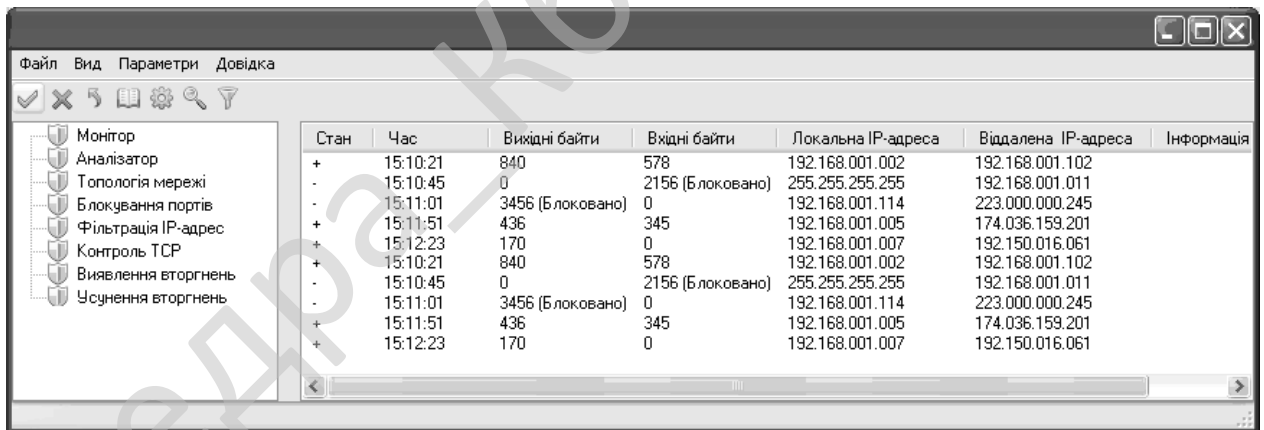 Файл Вид Параметри Довідка
Монітор
Аналізатор
Топологія мережі
Блокування портів
Фільтрація IP-адрес
Контроль TCP
Виявлення вторгнень
Усунення вторгнень
Стан Час Вихідні байти Вхідні байти Локальна IP-адреса Віддалена IP-адреса Інформація
+ 15:10:21 840 578 192.168.001.002 192.168.001.102
- 15:10:45 0 2156 (Блоковано) 255.255.255.255 192.168.001.011
- 15:11:01 3456 (Блоковано) 0 192.168.001.114 223.000.000.245
+ 15:11:51 436 345 192.168.001.005 174.036.159.201
+ 15:12:23 170 0 192.168.001.007 192.150.016.061
+ 15:10:21 840 578 192.168.001.002 192.168.001.102
- 15:10:45 0 2156 (Блоковано) 255.255.255.255 192.168.001.011
- 15:11:01 3456 (Блоковано) 0 192.168.001.114 223.000.000.245
+ 15:11:51 436 345 192.168.001.005 174.036.159.201
+ 15:12:23 170 0 192.168.001.007 192.150.016.061